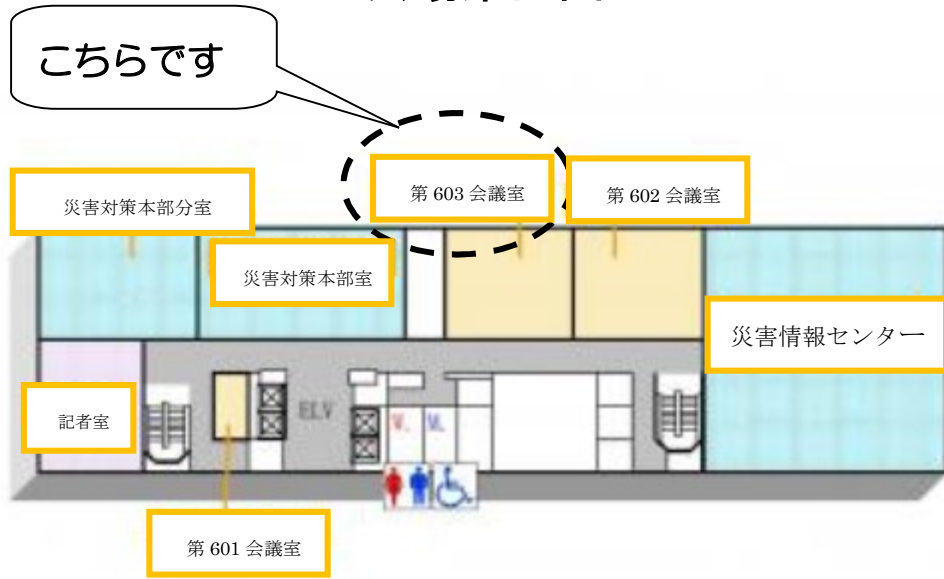 こちらです
第603会議室
第602会議室
災害対策本部分室
災害対策本部室
災害情報センター
記者室
ELV
W.
M.
第601会議室